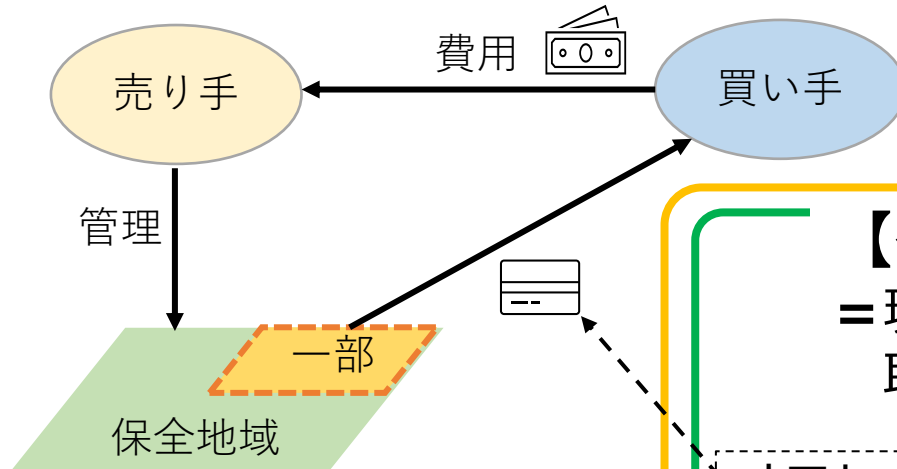 費用
売り手
買い手
管理
一部
保全地域
【
=